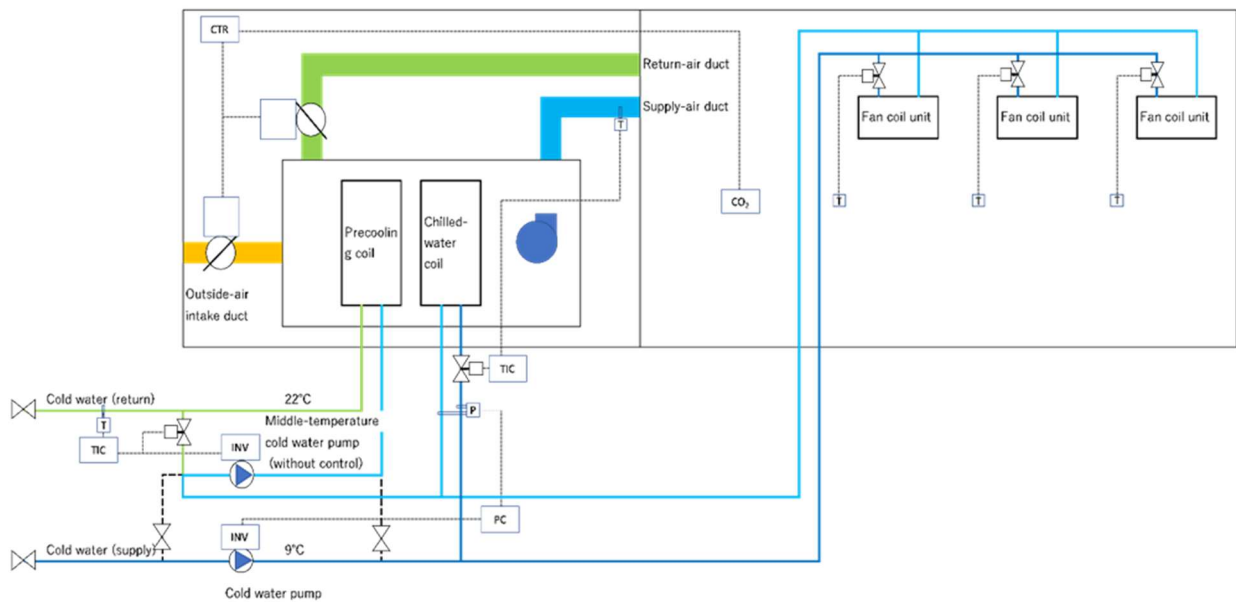 CTR
Return-air duct
Supply-air duct
T
Fan coil unit
Fan coil unit
Fan coil unit
CO₂
T
T
T
Precoolin
g coil
Chilled-
water
coil
Outside-air
intake duct
TIC
Cold water (return)
22°C
T
TIC
Middle-temperature
cold water pump
(without control)
INV
P
PC
INV
Cold water (supply)
9°C
Cold water pump